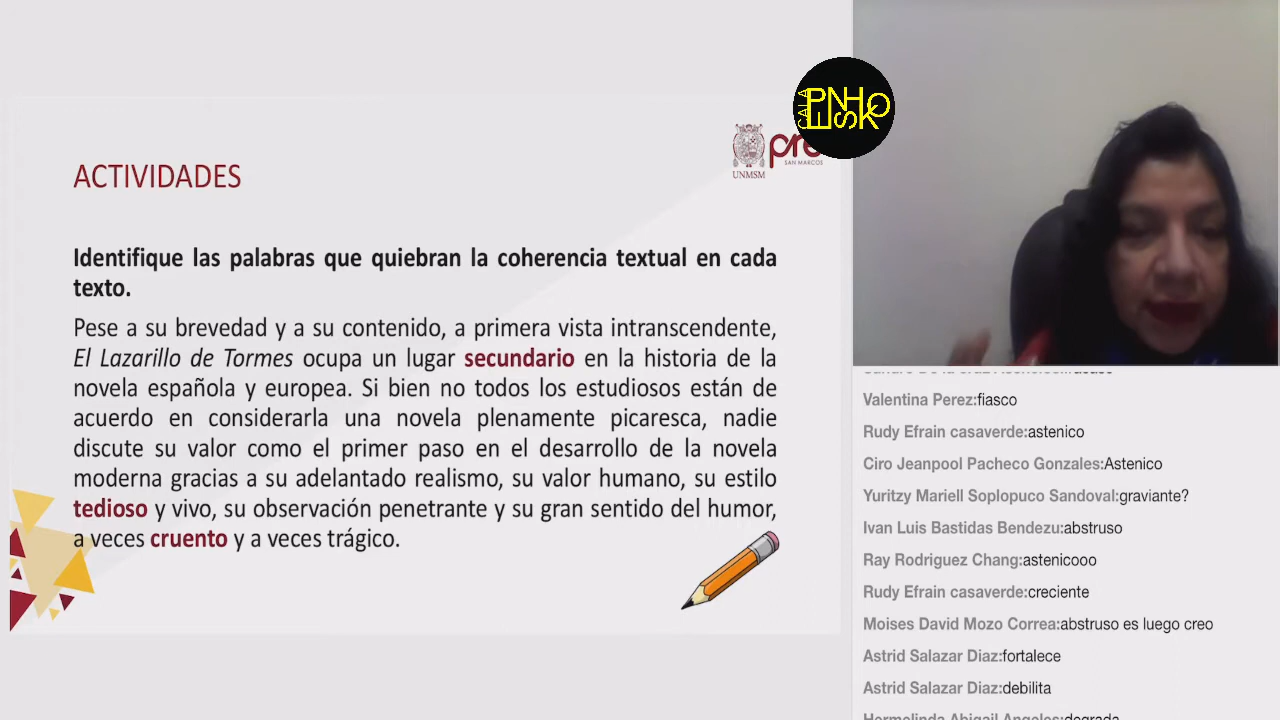 ACTIVIDADES
UNMSM
SAN MARCOS
CALA
PENHOSK
Identifique las palabras que quiebran la coherencia textual en cada
texto.
Pese a su brevedad y a su contenido, a primera vista intranscendente,
El Lazarillo de Tormes ocupa un lugar secundario en la historia de la
novela española y europea. Si bien no todos los estudiosos están de
acuerdo en considerarla una novela plenamente picaresca, nadie
discute su valor como el primer paso en el desarrollo de la novela
moderna gracias a su adelantado realismo, su valor humano, su estilo
tedioso y vivo, su observación penetrante y su gran sentido del humor,
a veces cruento y a veces trágico.
Valentina Perez:fiasco
Rudy Efrain casaverde:astenico
Ciro Jeanpool Pacheco Gonzales:Astenico
Yuritzy Mariell Soplopuco Sandoval:graviante?
Ivan Luis Bastidas Bendezu:abstruso
Ray Rodriguez Chang:astenicooo
Rudy Efrain casaverde:creciente
Moises David Mozo Correa:abstruso es luego creo
Astrid Salazar Diaz:fortalece
Astrid Salazar Diaz:debilita
Hermelinda Abigail Angeles:degrada